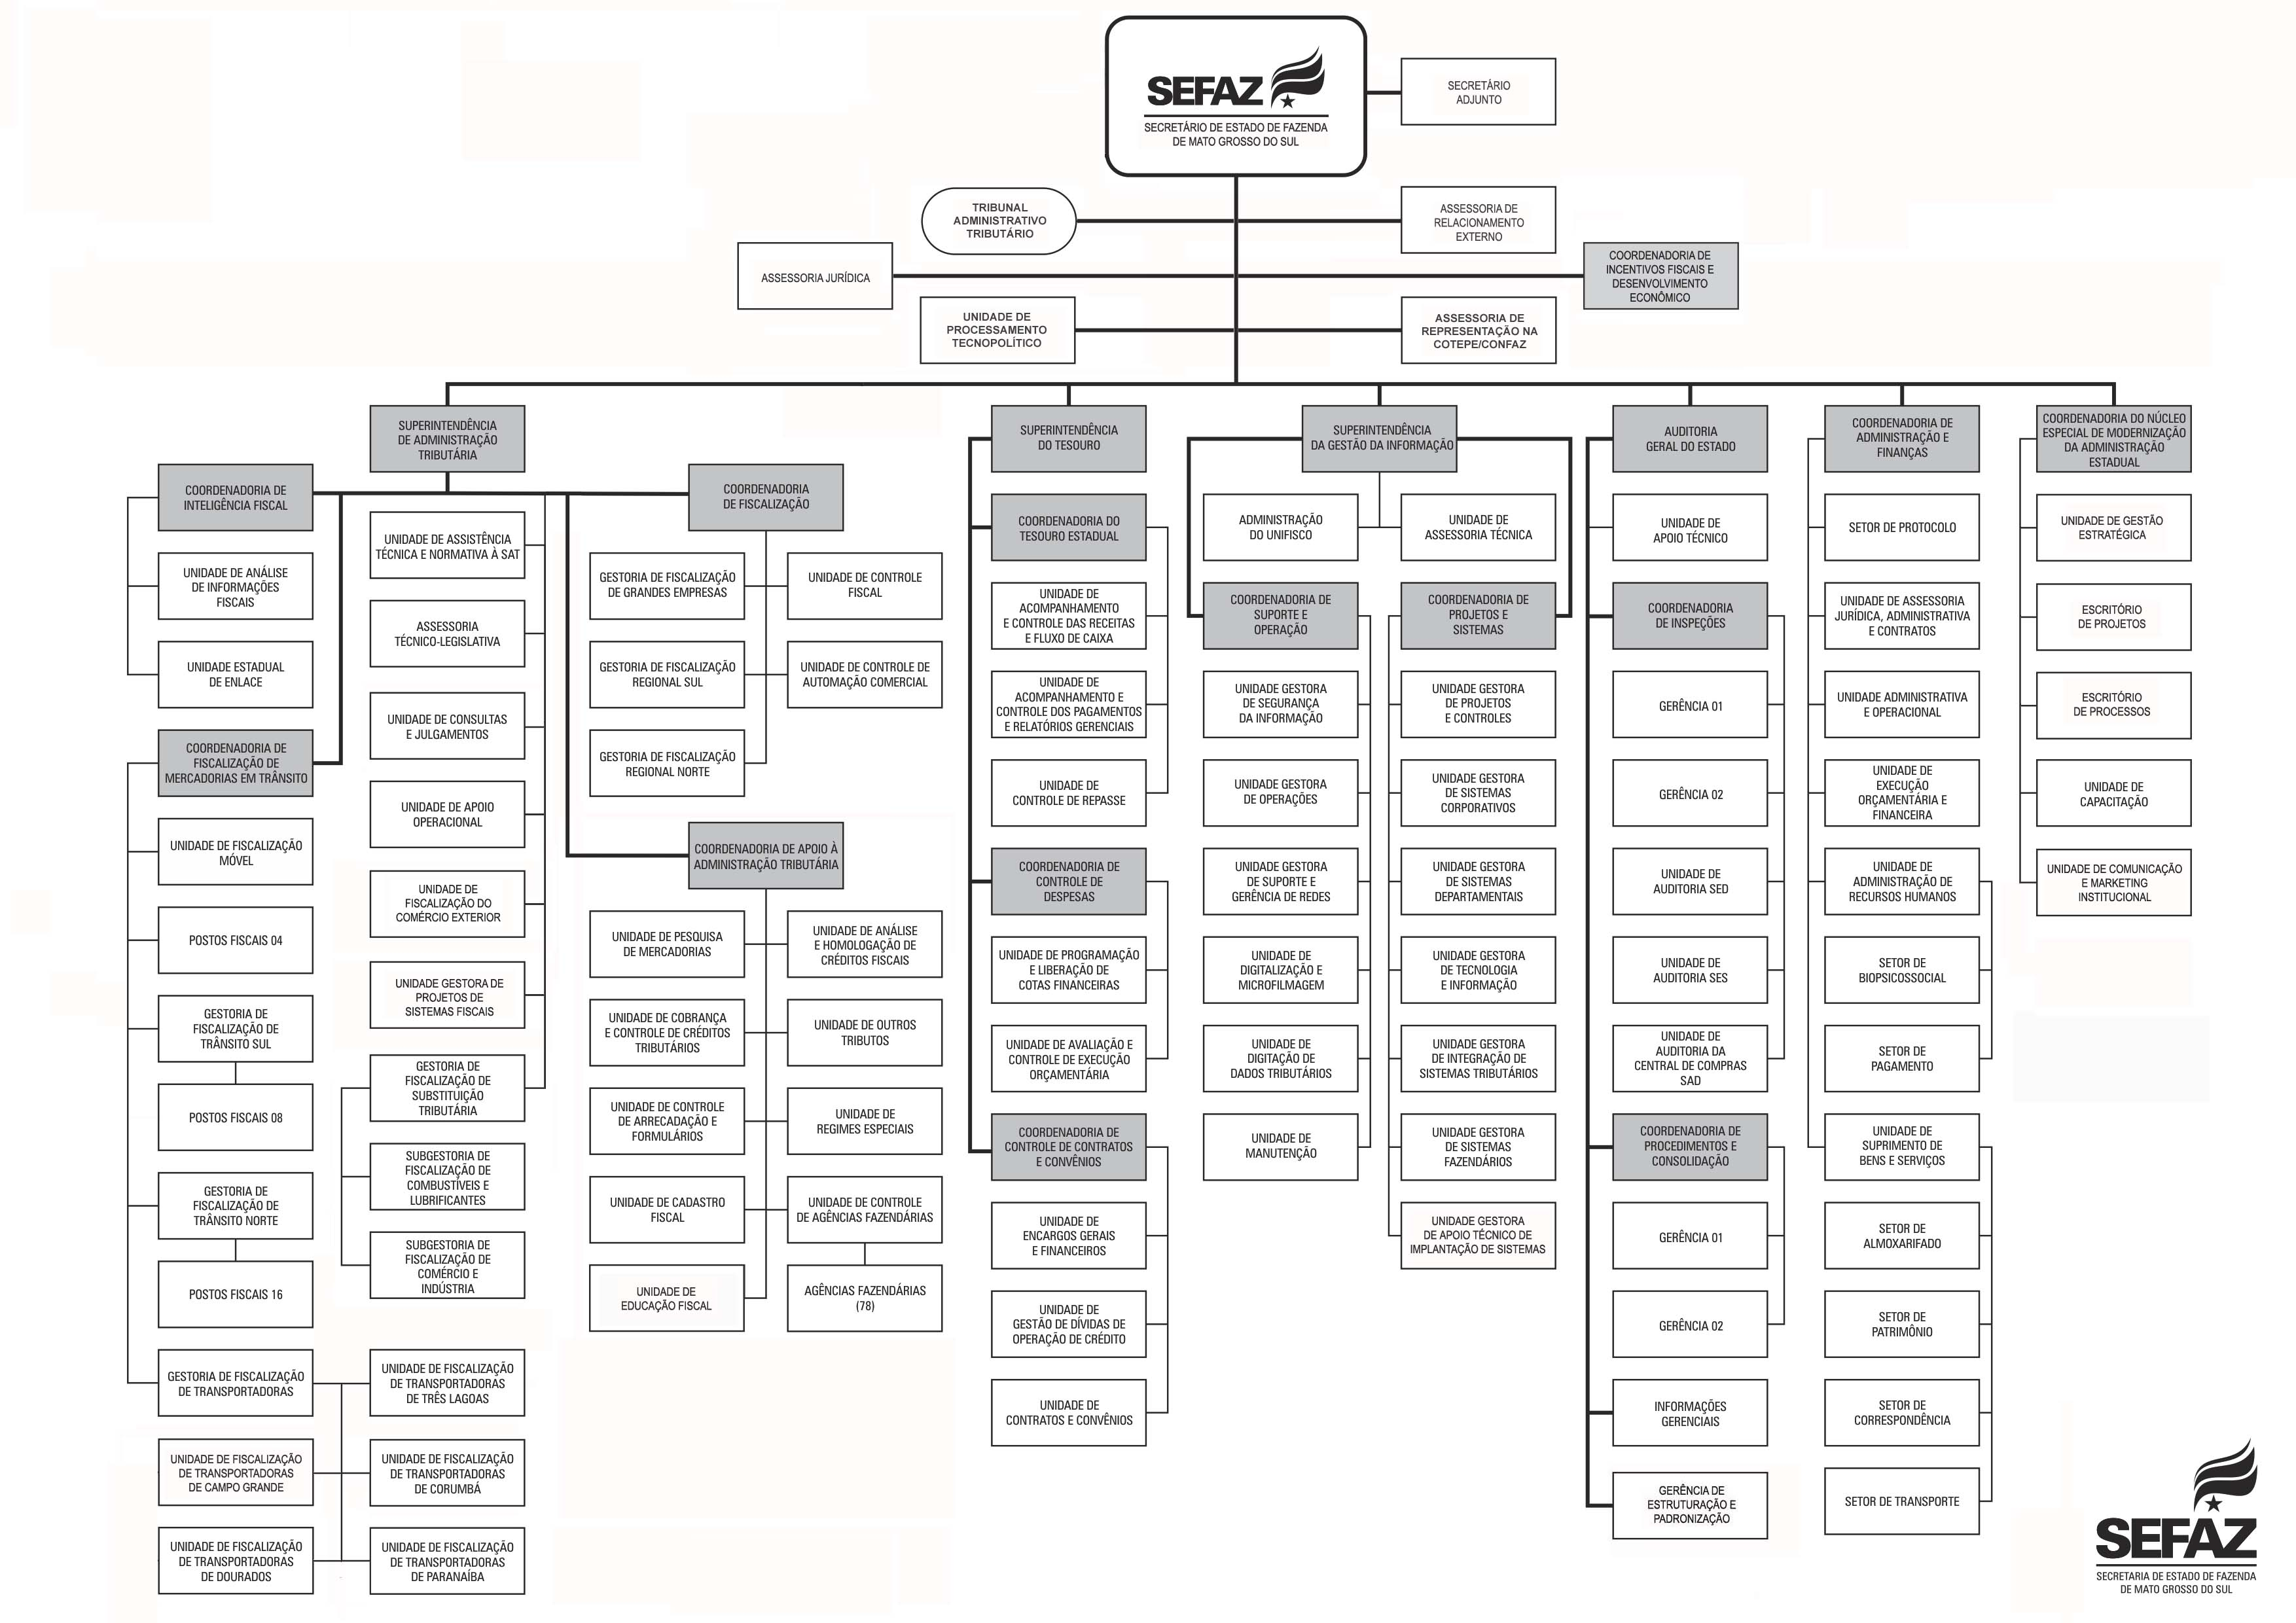 SEFAZ
SECRETÁRIO DE ESTADO DE FAZENDA
DE MATO GROSSO DO SUL
SECRETÁRIO
ADJUNTO
TRIBUNAL
ADMINISTRATIVO
TRIBUTÁRIO
ASSESSORIA DE
RELACIONAMENTO
EXTERNO
ASSESSORIA JURÍDICA
COORDENADORIA DE
INCENTIVOS FISCAIS E
DESENVOLVIMENTO
ECONÔMICO
UNIDADE DE
PROCESSAMENTO
TECNOPOLÍTICO
ASSESSORIA DE
REPRESENTAÇÃO NA
COTEPE/CONFAZ
SUPERINTENDÊNCIA
DE ADMINISTRAÇÃO
TRIBUTÁRIA
COORDENADORIA DE
INTELIGÊNCIA FISCAL
UNIDADE DE ANÁLISE
DE INFORMAÇÕES
FISCAIS
UNIDADE ESTADUAL
DE ENLACE
COORDENADORIA DE
FISCALIZAÇÃO DE
MERCADORIAS EM TRÂNSITO
UNIDADE DE FISCALIZAÇÃO
MÓVEL
POSTOS FISCAIS 04
GESTORIA DE
FISCALIZAÇÃO DE
TRÂNSITO SUL
POSTOS FISCAIS 08
GESTORIA DE
FISCALIZAÇÃO DE
TRÂNSITO NORTE
POSTOS FISCAIS 16
GESTORIA DE FISCALIZAÇÃO
DE TRANSPORTADORAS
UNIDADE DE FISCALIZAÇÃO
DE TRANSPORTADORAS
DE CAMPO GRANDE
UNIDADE DE FISCALIZAÇÃO
DE TRANSPORTADORAS
DE DOURADOS
UNIDADE DE ASSISTÊNCIA
TÉCNICA E NORMATIVA À SAT
ASSESSORIA
TÉCNICO-LEGISLATIVA
UNIDADE DE CONSULTAS
E JULGAMENTOS
UNIDADE DE APOIO
OPERACIONAL
UNIDADE DE
FISCALIZAÇÃO DO
COMÉRCIO EXTERIOR
UNIDADE GESTORA DE
PROJETOS DE
SISTEMAS FISCAIS
GESTORIA DE
FISCALIZAÇÃO DE
SUBSTITUIÇÃO
TRIBUTÁRIA
SUBGESTORIA DE
FISCALIZAÇÃO DE
COMBUSTÍVEIS E
LUBRIFICANTES
SUBGESTORIA DE
FISCALIZAÇÃO DE
COMÉRCIO E
INDÚSTRIA
UNIDADE DE FISCALIZAÇÃO
DE TRANSPORTADORAS
DE TRÊS LAGOAS
UNIDADE DE FISCALIZAÇÃO
DE TRANSPORTADORAS
DE CORUMBÁ
UNIDADE DE FISCALIZAÇÃO
DE TRANSPORTADORAS
DE PARANAÍBA
COORDENADORIA
DE FISCALIZAÇÃO
GESTORIA DE FISCALIZAÇÃO
DE GRANDES EMPRESAS
UNIDADE DE CONTROLE
FISCAL
GESTORIA DE FISCALIZAÇÃO
REGIONAL SUL
UNIDADE DE CONTROLE DE
AUTOMAÇÃO COMERCIAL
GESTORIA DE FISCALIZAÇÃO
REGIONAL NORTE
COORDENADORIA DE APOIO À
ADMINISTRAÇÃO TRIBUTÁRIA
UNIDADE DE PESQUISA
DE MERCADORIAS
UNIDADE DE ANÁLISE
E HOMOLOGAÇÃO DE
CRÉDITOS FISCAIS
UNIDADE DE COBRANÇA
E CONTROLE DE CRÉDITOS
TRIBUTÁRIOS
UNIDADE DE OUTROS
TRIBUTOS
UNIDADE DE CONTROLE
DE ARRECADAÇÃO E
FORMULÁRIOS
UNIDADE DE
REGIMES ESPECIAIS
UNIDADE DE CADASTRO
FISCAL
UNIDADE DE CONTROLE
DE AGÊNCIAS FAZENDÁRIAS
UNIDADE DE
EDUCAÇÃO FISCAL
AGÊNCIAS FAZENDÁRIAS
(78)
SUPERINTENDÊNCIA
DO TESOURO
COORDENADORIA DO
TESOURO ESTADUAL
UNIDADE DE
ACOMPANHAMENTO
E CONTROLE DAS RECEITAS
E FLUXO DE CAIXA
UNIDADE DE
ACOMPANHAMENTO E
CONTROLE DOS PAGAMENTOS
E RELATÓRIOS GERENCIAIS
UNIDADE DE
CONTROLE DE REPASSE
COORDENADORIA DE
CONTROLE DE
DESPESAS
UNIDADE DE PROGRAMAÇÃO
E LIBERAÇÃO DE
COTAS FINANCEIRAS
UNIDADE DE AVALIAÇÃO E
CONTROLE DE EXECUÇÃO
ORÇAMENTÁRIA
COORDENADORIA DE
CONTROLE DE CONTRATOS
E CONVÊNIOS
UNIDADE DE
ENCARGOS GERAIS
E FINANCEIROS
UNIDADE DE
GESTÃO DE DÍVIDAS DE
OPERAÇÃO DE CRÉDITO
UNIDADE DE
CONTRATOS E CONVÊNIOS
SUPERINTENDÊNCIA
DA GESTÃO DA INFORMAÇÃO
ADMINISTRAÇÃO
DO UNIFISCO
UNIDADE DE
ASSESSORIA TÉCNICA
COORDENADORIA DE
SUPORTE E
OPERAÇÃO
UNIDADE GESTORA
DE SEGURANÇA
DA INFORMAÇÃO
UNIDADE GESTORA
DE OPERAÇÕES
UNIDADE GESTORA
DE SUPORTE E
GERÊNCIA DE REDES
UNIDADE DE
DIGITALIZAÇÃO E
MICROFILMAGEM
UNIDADE DE
DIGITAÇÃO DE
DADOS TRIBUTÁRIOS
UNIDADE DE
MANUTENÇÃO
COORDENADORIA DE
PROJETOS E
SISTEMAS
UNIDADE GESTORA
DE PROJETOS
E CONTROLES
UNIDADE GESTORA
DE SISTEMAS
CORPORATIVOS
UNIDADE GESTORA
DE SISTEMAS
DEPARTAMENTAIS
UNIDADE GESTORA
DE TECNOLOGIA
E INFORMAÇÃO
UNIDADE GESTORA
DE INTEGRAÇÃO DE
SISTEMAS TRIBUTÁRIOS
UNIDADE GESTORA
DE SISTEMAS
FAZENDÁRIOS
UNIDADE GESTORA
DE APOIO TÉCNICO DE
IMPLANTAÇÃO DE SISTEMAS
AUDITORIA
GERAL DO ESTADO
UNIDADE DE
APOIO TÉCNICO
COORDENADORIA
DE INSPEÇÕES
GERÊNCIA 01
GERÊNCIA 02
UNIDADE DE
AUDITORIA SED
UNIDADE DE
AUDITORIA SES
UNIDADE DE
AUDITORIA DA
CENTRAL DE COMPRAS
SAD
COORDENADORIA DE
PROCEDIMENTOS E
CONSOLIDAÇÃO
GERÊNCIA 01
GERÊNCIA 02
INFORMAÇÕES
GERENCIAIS
GERÊNCIA DE
ESTRUTURAÇÃO E
PADRONIZAÇÃO
COORDENADORIA DE
ADMINISTRAÇÃO E
FINANÇAS
SETOR DE PROTOCOLO
UNIDADE DE ASSESSORIA
JURÍDICA, ADMINISTRATIVA
E CONTRATOS
UNIDADE ADMINISTRATIVA
E OPERACIONAL
UNIDADE DE
EXECUÇÃO
ORÇAMENTÁRIA E
FINANCEIRA
UNIDADE DE
ADMINISTRAÇÃO DE
RECURSOS HUMANOS
SETOR DE
BIOPSICOSSOCIAL
SETOR DE
PAGAMENTO
UNIDADE DE
SUPRIMENTO DE
BENS E SERVIÇOS
SETOR DE
ALMOXARIFADO
SETOR DE
PATRIMÔNIO
SETOR DE
CORRESPONDÊNCIA
SETOR DE TRANSPORTE
COORDENADORIA DO NÚCLEO
ESPECIAL DE MODERNIZAÇÃO
DA ADMINISTRAÇÃO
ESTADUAL
UNIDADE DE GESTÃO
ESTRATÉGICA
ESCRITÓRIO
DE PROJETOS
ESCRITÓRIO
DE PROCESSOS
UNIDADE DE
CAPACITAÇÃO
UNIDADE DE COMUNICAÇÃO
E MARKETING
INSTITUCIONAL
SEFAZ
SECRETARIA DE ESTADO DE FAZENDA
DE MATO GROSSO DO SUL